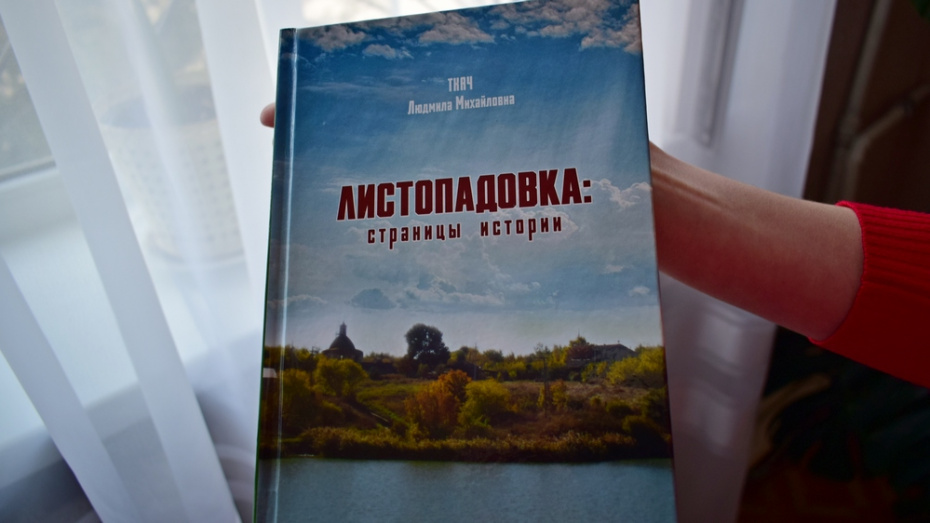 ТКАЧ
Людмила Михайловна
ЛИСТОПАДОВКА:
страницы истории